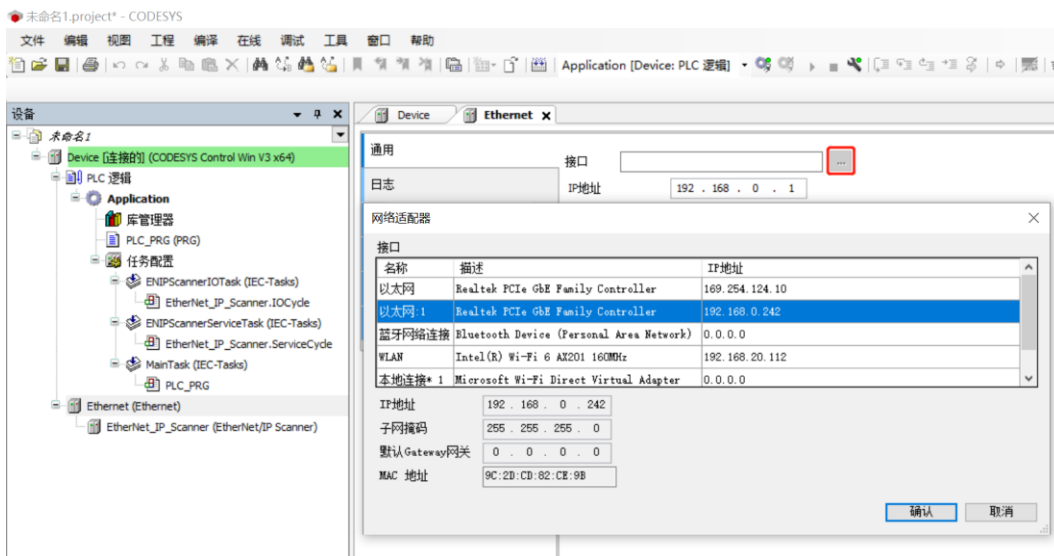 未命名1.project* - CODESYS
文件 编辑 视图 工程 编译 在线 调试 工具 窗口 帮助
Application [Device: PLC 逻辑]
设备
未命名1
Device [连接的] (CODESYS Control Win V3 x64)
PLC 逻辑
Application
库管理器
PLC_PRG (PRG)
任务配置
ENIPScannerIOTask (IEC-Tasks)
EtherNet_IP_Scanner.IOCycle
ENIPScannerServiceTask (IEC-Tasks)
EtherNet_IP_Scanner.ServiceCycle
MainTask (IEC-Tasks)
PLC_PRG
Ethernet (Ethernet)
EtherNet_IP_Scanner (EtherNet/IP Scanner)
Device Ethernet
通用
日志
接口 ...
IP地址 192 . 168 . 0 . 1
网络适配器
接口
名称 描述 IP地址
以太网 Realtek PCIe GbE Family Controller 169.254.124.10
以太网:1 Realtek PCIe GbE Family Controller 192.168.0.242
蓝牙网络连接 Bluetooth Device (Personal Area Network) 0.0.0.0
WLAN Intel(R) Wi-Fi 6 AX201 160MHz 192.168.20.112
本地连接* 1 Microsoft Wi-Fi Direct Virtual Adapter 0.0.0.0
IP地址 192 . 168 . 0 . 242
子网掩码 255 . 255 . 255 . 0
默认Gateway网关 0 . 0 . 0 . 0
MAC 地址 9C:2D:CD:82:CE:9B
确认 取消